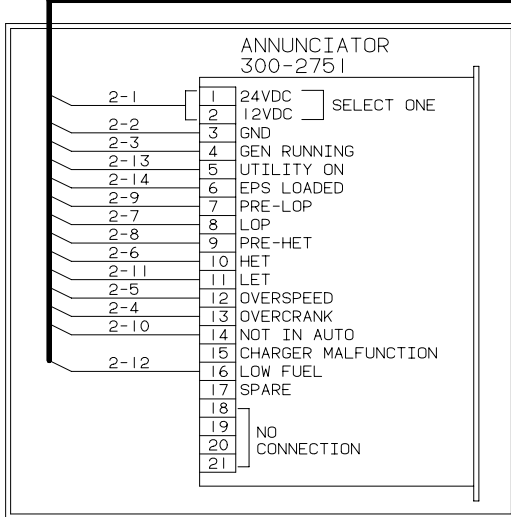 ANNUNCIATOR
300-2751
2-1 1 24VDC SELECT ONE
2 12VDC
2-2 3 GND
2-3 4 GEN RUNNING
2-13 5 UTILITY ON
2-14 6 EPS LOADED
2-9 7 PRE-LOP
2-7 8 LOP
2-8 9 PRE-HET
2-6 10 HET
2-11 11 LET
2-5 12 OVERSPEED
2-4 13 OVERCRANK
2-10 14 NOT IN AUTO
15 CHARGER MALFUNCTION
2-12 16 LOW FUEL
17 SPARE
18
19 NO
20 CONNECTION
21